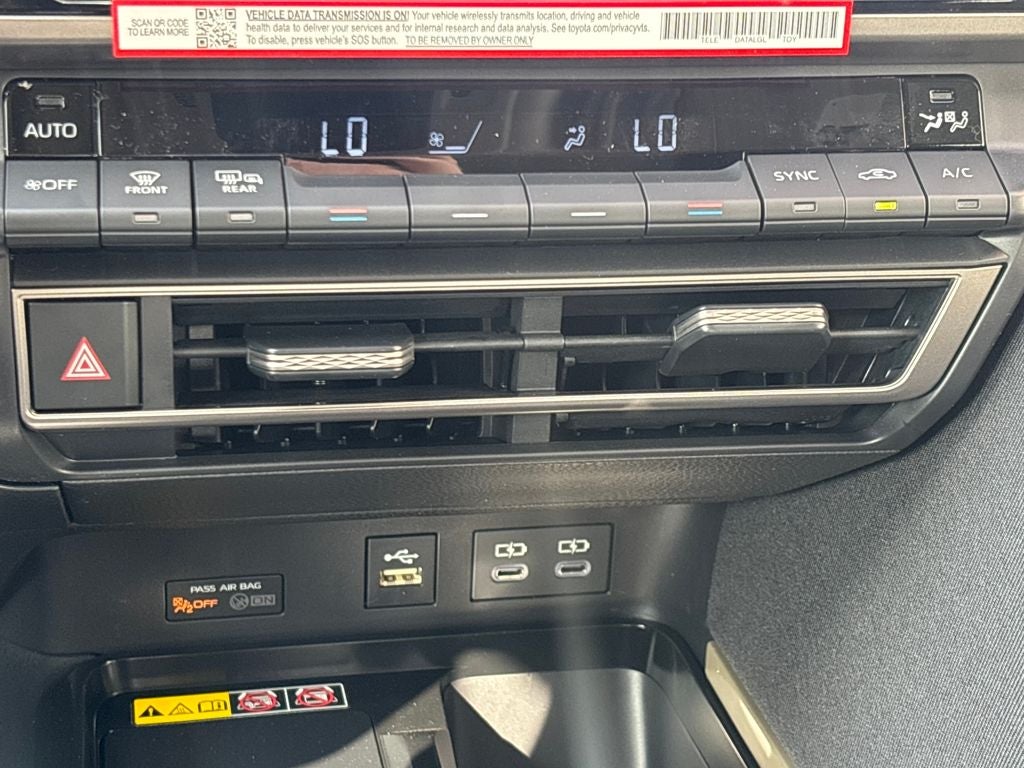 SCAN QR CODE
TO LEARN MORE
VEHICLE DATA TRANSMISSION IS ON! Your vehicle wirelessly transmits location, driving and vehicle
health data to deliver your services and for internal research and data analysis. See toyota.com/privacyvts.
To disable, press vehicle's SOS button. TO BE REMOVED BY OWNER ONLY
TELE DATALGL TOY
AUTO
LO
LO
OFF
FRONT
REAR
SYNC
A/C
PASS AIR BAG
OFF
ON